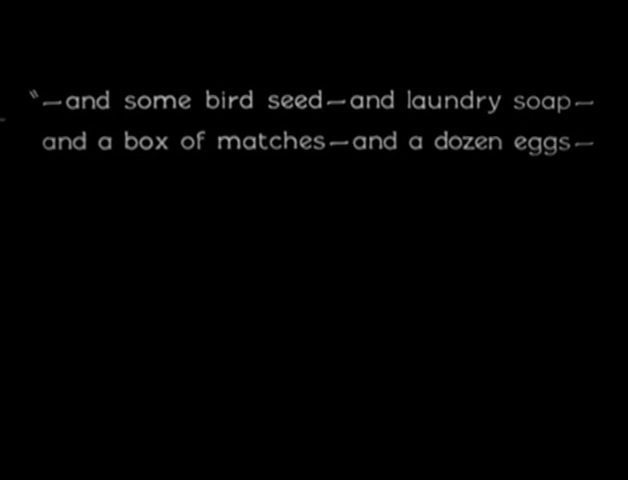 "—and some bird seed—and laundry soap—
and a box of matches—and a dozen eggs—